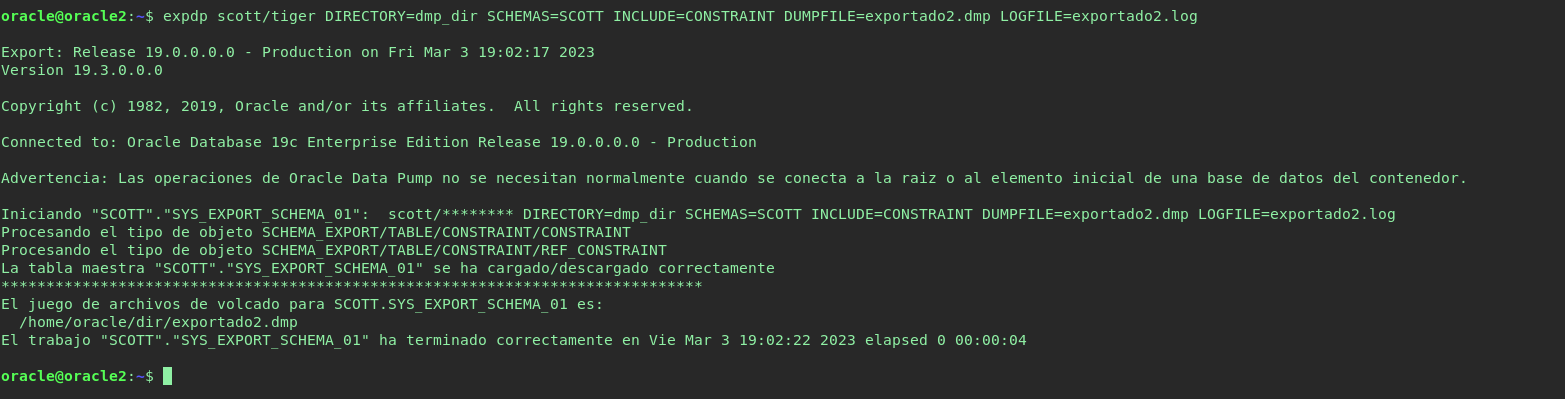 oracle@oracle2:~$ expdp scott/tiger DIRECTORY=dmp_dir SCHEMAS=SCOTT INCLUDE=CONSTRAINT DUMPFILE=exportado2.dmp LOGFILE=exportado2.log
Export: Release 19.0.0.0.0 - Production on Fri Mar 3 19:02:17 2023
Version 19.3.0.0.0
Copyright (c) 1982, 2019, Oracle and/or its affiliates.  All rights reserved.
Connected to: Oracle Database 19c Enterprise Edition Release 19.0.0.0.0 - Production
Advertencia: Las operaciones de Oracle Data Pump no se necesitan normalmente cuando se conecta a la raiz o al elemento inicial de una base de datos del contenedor.
Iniciando "SCOTT"."SYS_EXPORT_SCHEMA_01":  scott/******** DIRECTORY=dmp_dir SCHEMAS=SCOTT INCLUDE=CONSTRAINT DUMPFILE=exportado2.dmp LOGFILE=exportado2.log
Procesando el tipo de objeto SCHEMA_EXPORT/TABLE/CONSTRAINT/CONSTRAINT
Procesando el tipo de objeto SCHEMA_EXPORT/TABLE/CONSTRAINT/REF_CONSTRAINT
La tabla maestra "SCOTT"."SYS_EXPORT_SCHEMA_01" se ha cargado/descargado correctamente
******************************************************************************
El juego de archivos de volcado para SCOTT.SYS_EXPORT_SCHEMA_01 es:
  /home/oracle/dir/exportado2.dmp
El trabajo "SCOTT"."SYS_EXPORT_SCHEMA_01" ha terminado correctamente en Vie Mar 3 19:02:22 2023 elapsed 0 00:00:04
oracle@oracle2:~$